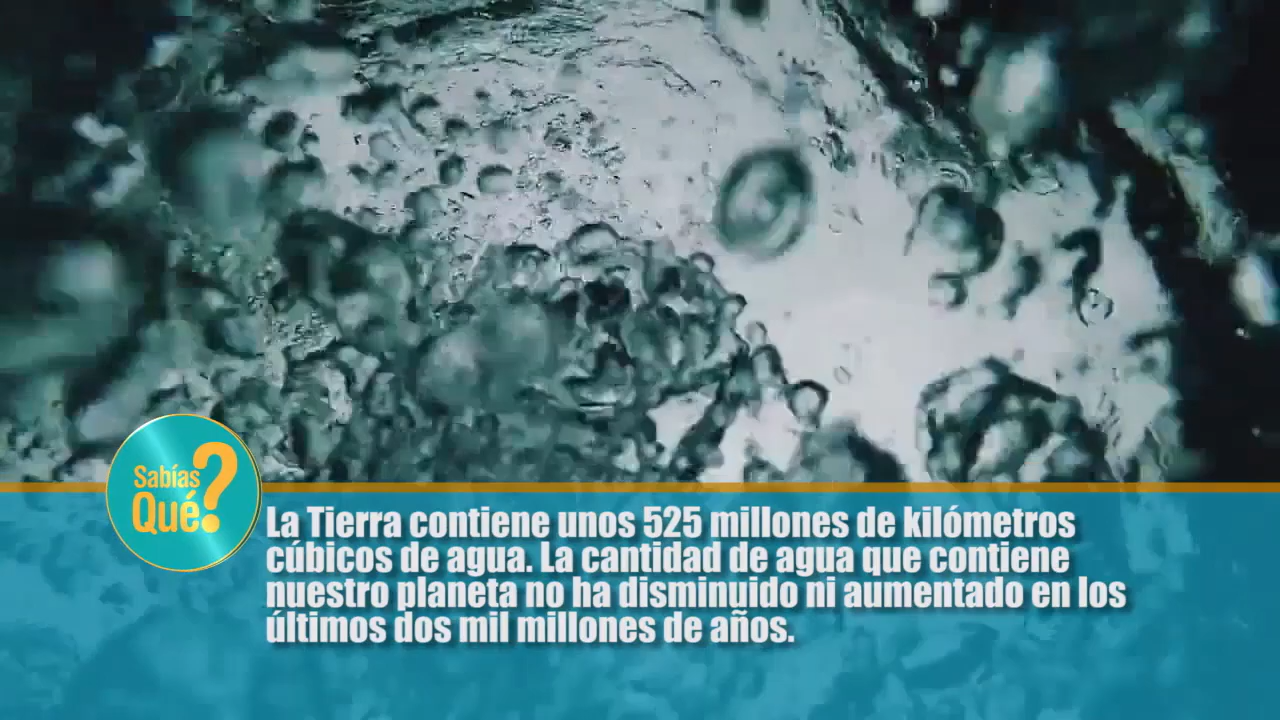 Sabías
Qué?
La Tierra contiene unos 525 millones de kilómetros
cúbicos de agua. La cantidad de agua que contiene
nuestro planeta no ha disminuido ni aumentado en los
últimos dos mil millones de años.